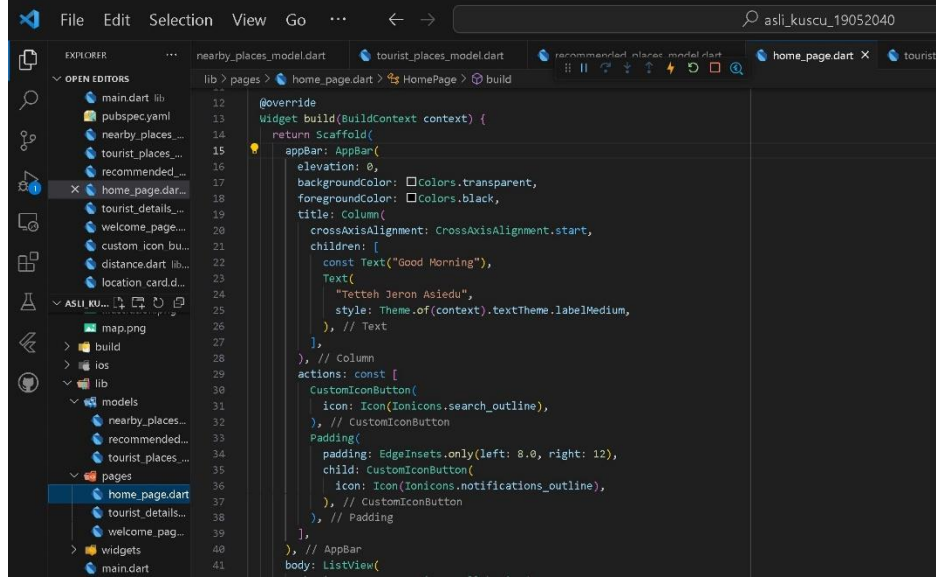 File Edit Selection View Go ··· ← → asli_kuscu_19052040
EXPLORER ···
OPEN EDITORS
main.dart lib
pubspec.yaml
nearby_places_...
tourist_places_...
recommended_...
home_page.dar...
tourist_details_...
welcome_page....
custom_icon_bu...
distance.dart lib...
location_card.d...
ASLI_KU...
map.png
build
ios
lib
models
nearby_places...
recommended...
tourist_places_...
pages
home_page.dart
tourist_details...
welcome_pag...
widgets
main.dart
1
nearby_places_model.dart tourist_places_model.dart recommended_places_model.dart home_page.dart × tourist
lib > pages > home_page.dart > HomePage > build
12 @override
13 Widget build(BuildContext context) {
14 return Scaffold(
15 appBar: AppBar(
16 elevation: 0,
17 backgroundColor: Colors.transparent,
18 foregroundColor: Colors.black,
19 title: Column(
20 crossAxisAlignment: CrossAxisAlignment.start,
21 children: [
22 const Text("Good Morning"),
23 Text(
24 "Tetteh Jeron Asiedu",
25 style: Theme.of(context).textTheme.labelMedium,
26 ), // Text
27 ],
28 ), // Column
29 actions: const [
30 CustomIconButton(
31 icon: Icon(Ionicons.search_outline),
32 ), // CustomIconButton
33 Padding(
34 padding: EdgeInsets.only(left: 8.0, right: 12),
35 child: CustomIconButton(
36 icon: Icon(Ionicons.notifications_outline),
37 ), // CustomIconButton
38 ), // Padding
39 ],
40 ), // AppBar
41 body: ListView(